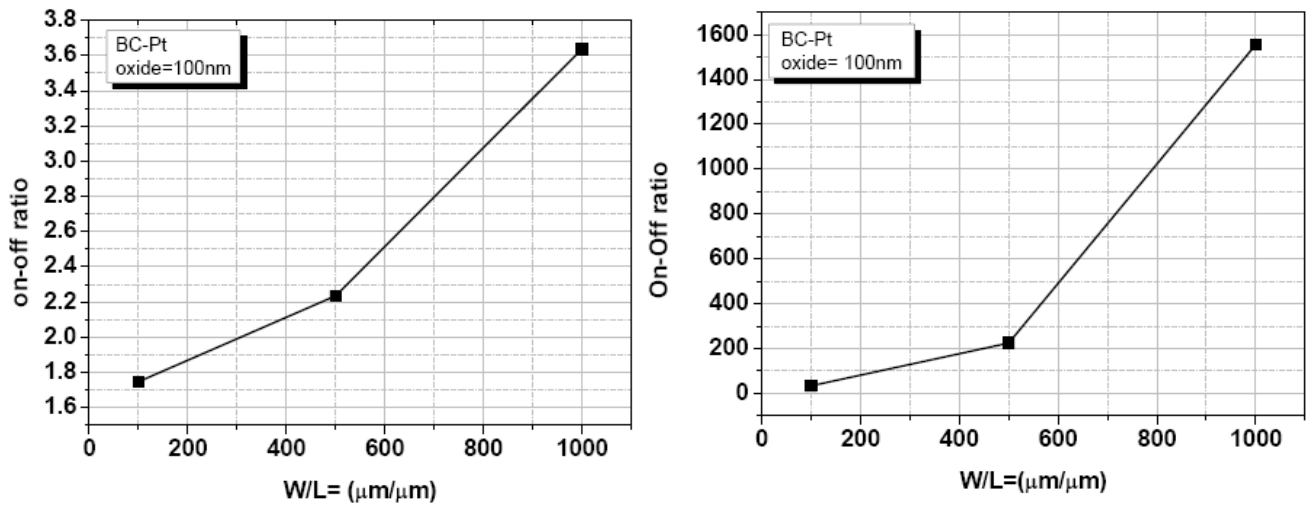 3.8
3.6
3.4
3.2
3.0
2.8
2.6
2.4
2.2
2.0
1.8
1.6
on-off ratio
BC-Pt
oxide=100nm
0 200 400 600 800 1000
W/L= (μm/μm)
1600
1400
1200
1000
800
600
400
200
0
On-Off ratio
BC-Pt
oxide= 100nm
0 200 400 600 800 1000
W/L=(μm/μm)